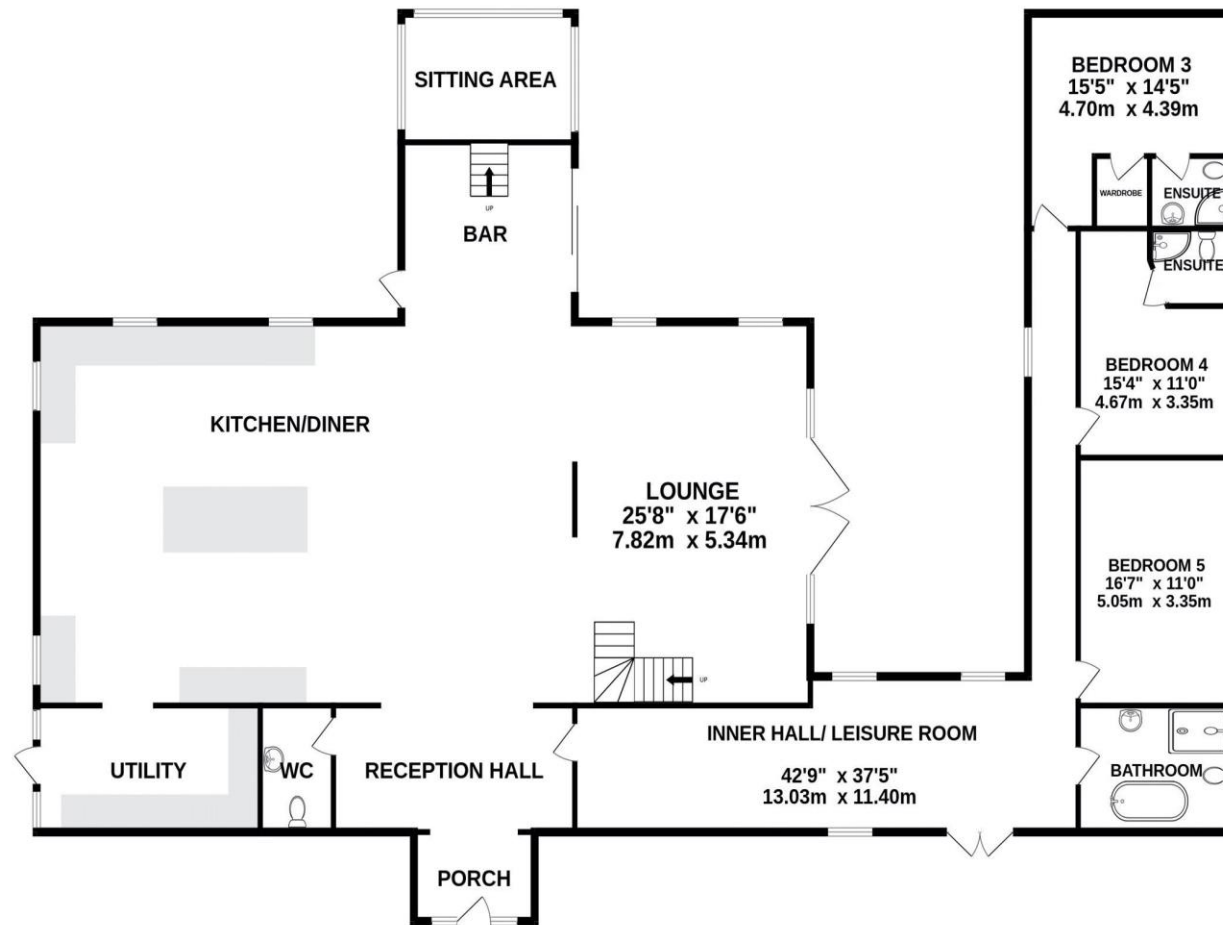 SITTING AREA
BEDROOM 3
15'5" x 14'5"
4.70m x 4.39m
WARDROBE
ENSUITE
UP
BAR
ENSUITE
BEDROOM 4
15'4" x 11'0"
4.67m x 3.35m
KITCHEN/DINER
LOUNGE
25'8" x 17'6"
7.82m x 5.34m
BEDROOM 5
16'7" x 11'0"
5.05m x 3.35m
UP
INNER HALL/ LEISURE ROOM
42'9" x 37'5"
13.03m x 11.40m
UTILITY
WC
RECEPTION HALL
BATHROOM
PORCH